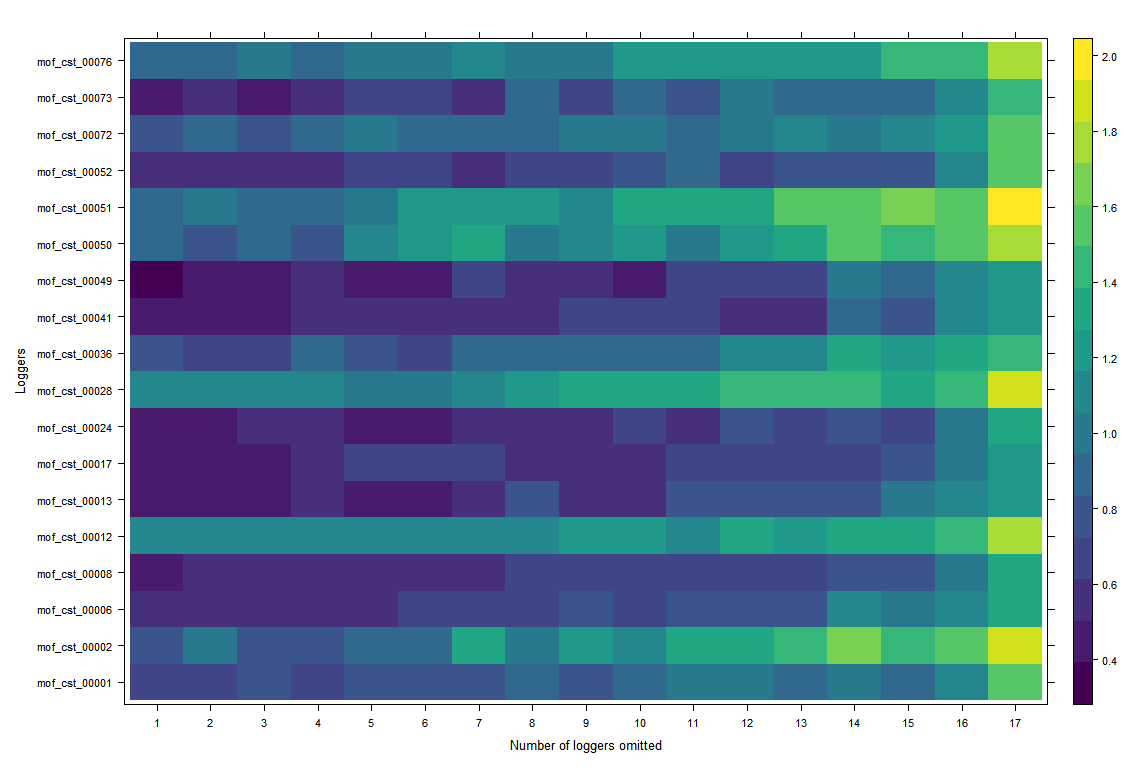 mof_cst_00076
mof_cst_00073
mof_cst_00072
mof_cst_00052
mof_cst_00051
mof_cst_00050
mof_cst_00049
mof_cst_00041
mof_cst_00036
mof_cst_00028
mof_cst_00024
mof_cst_00017
mof_cst_00013
mof_cst_00012
mof_cst_00008
mof_cst_00006
mof_cst_00002
mof_cst_00001
Loggers
1 2 3 4 5 6 7 8 9 10 11 12 13 14 15 16 17
Number of loggers omitted
2.0
1.8
1.6
1.4
1.2
1.0
0.8
0.6
0.4